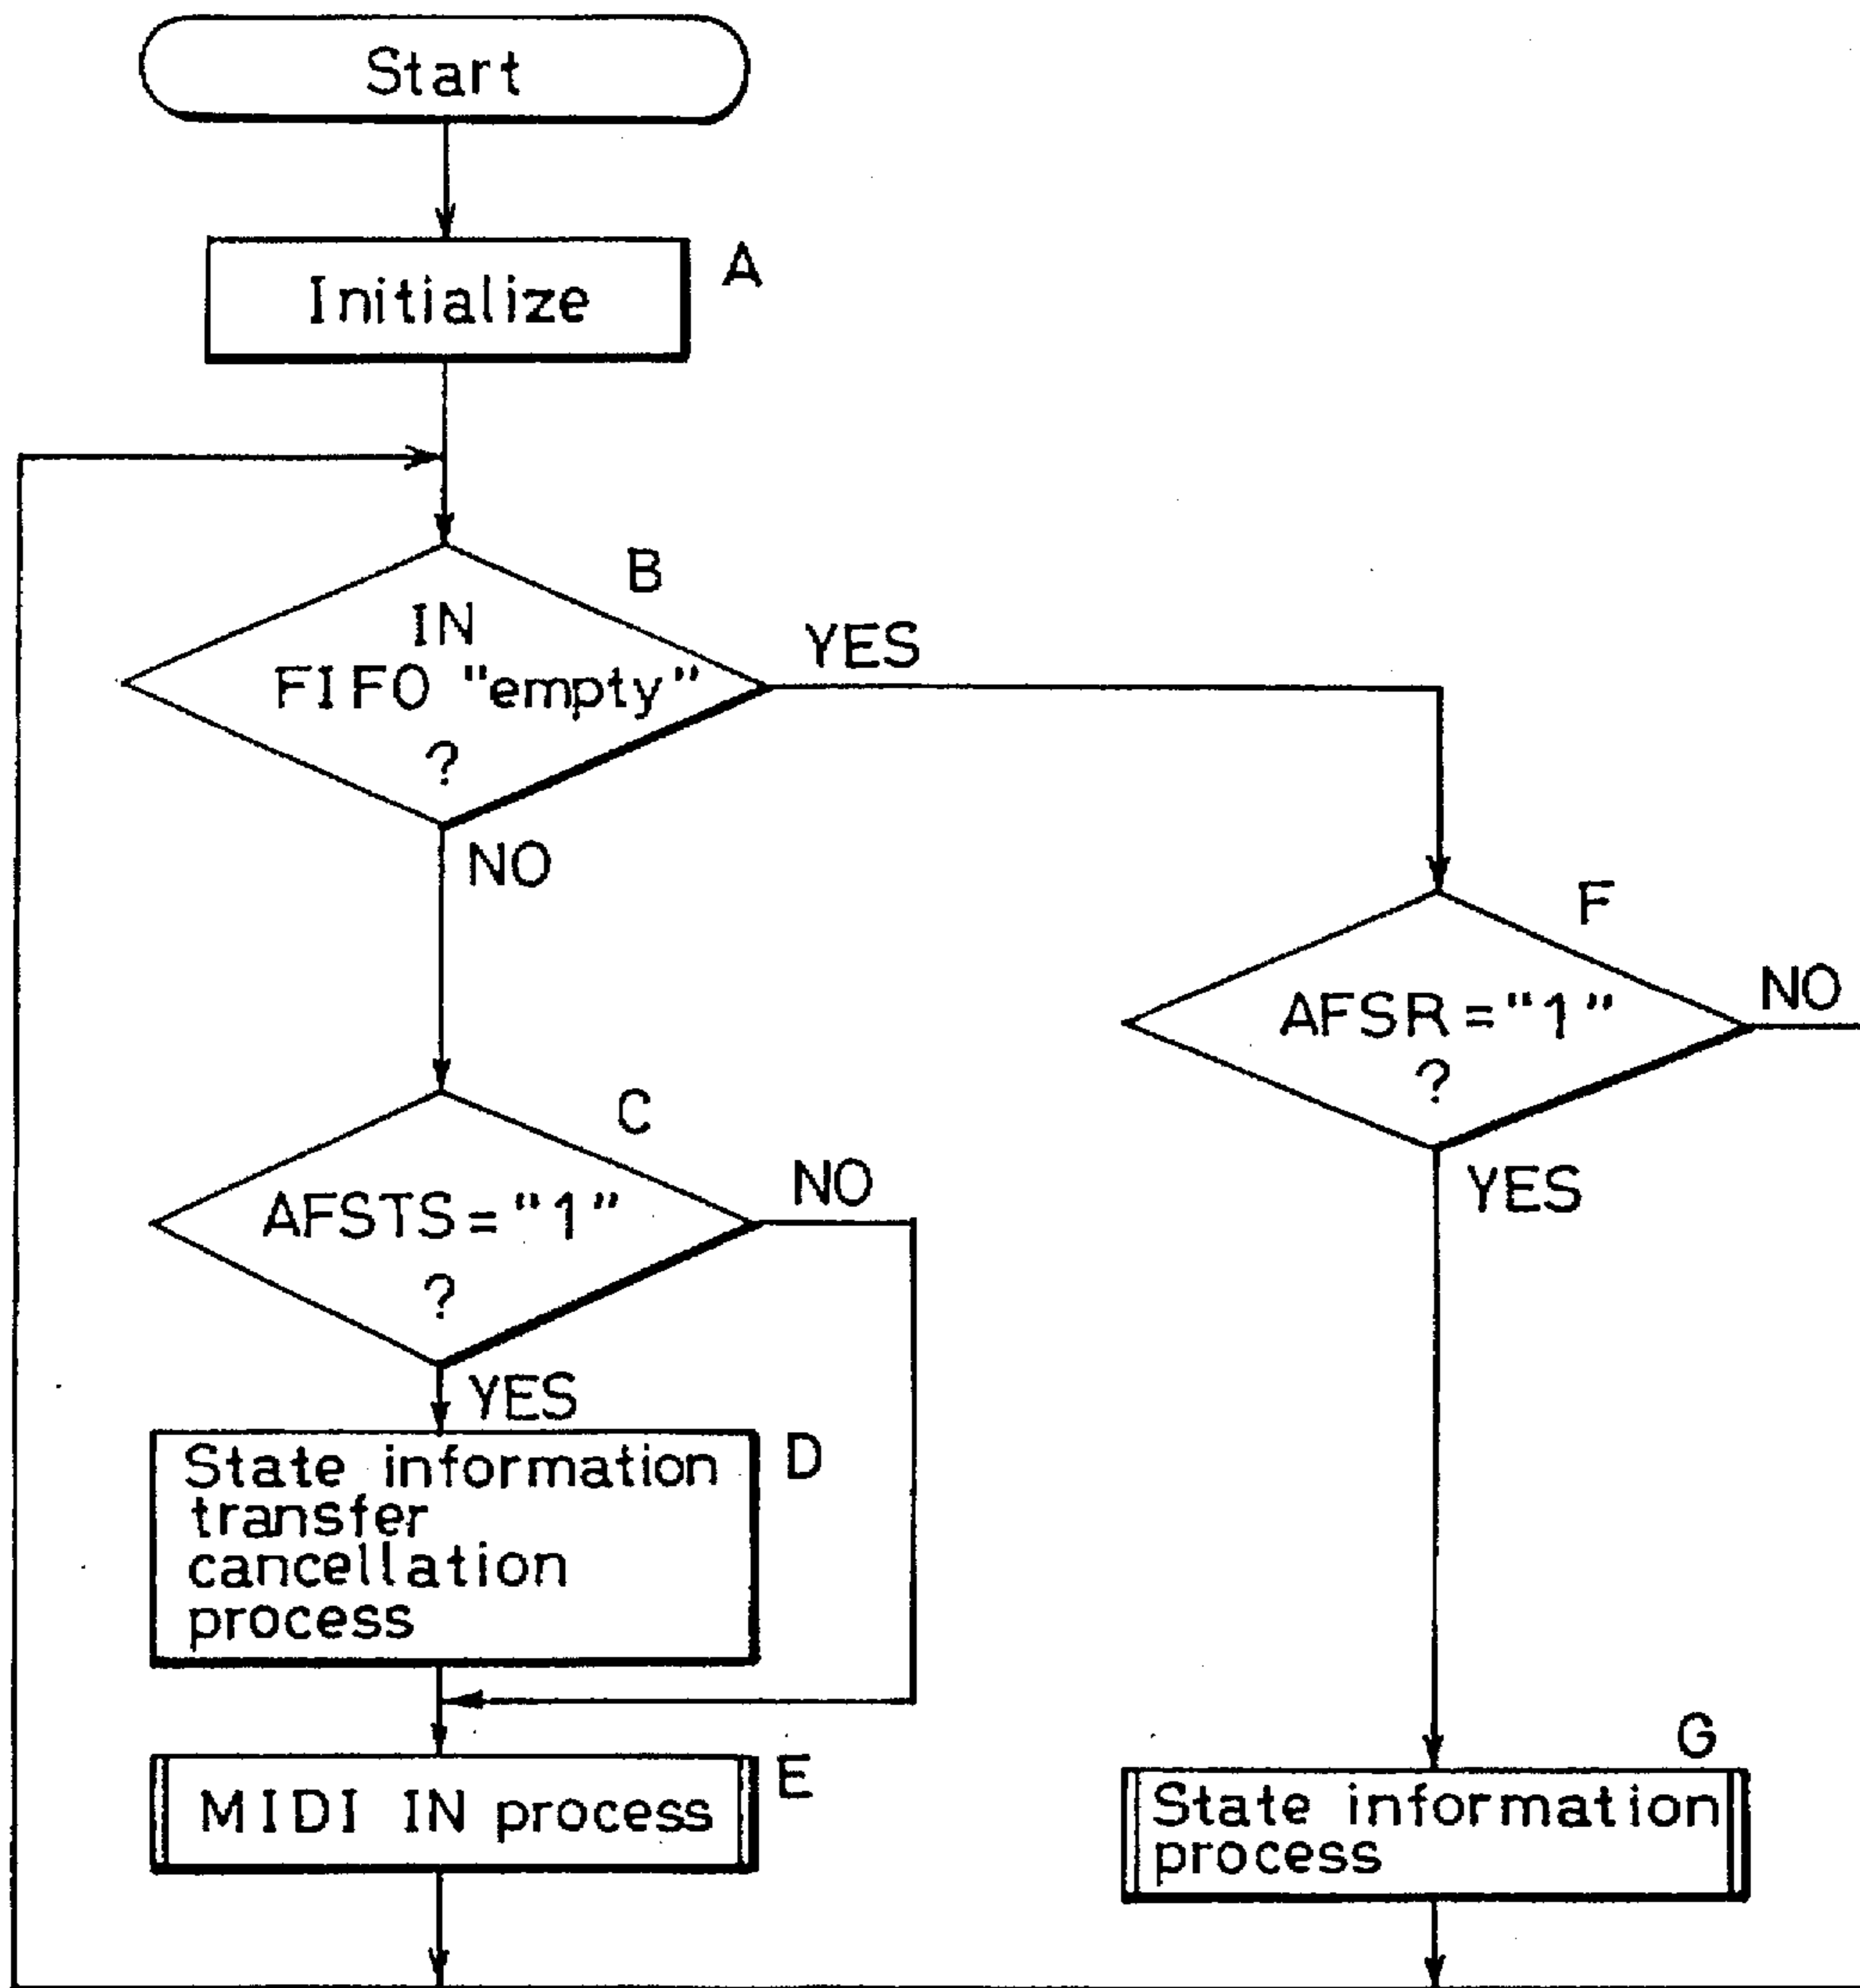 Start
Initialize
A
B
IN
FIFO "empty"
?
YES
NO
F
AFSR="1"
?
NO
YES
C
AFSTS="1"
?
NO
YES
State information
transfer
cancellation
process
D
MIDI IN process
E
G
State information
process